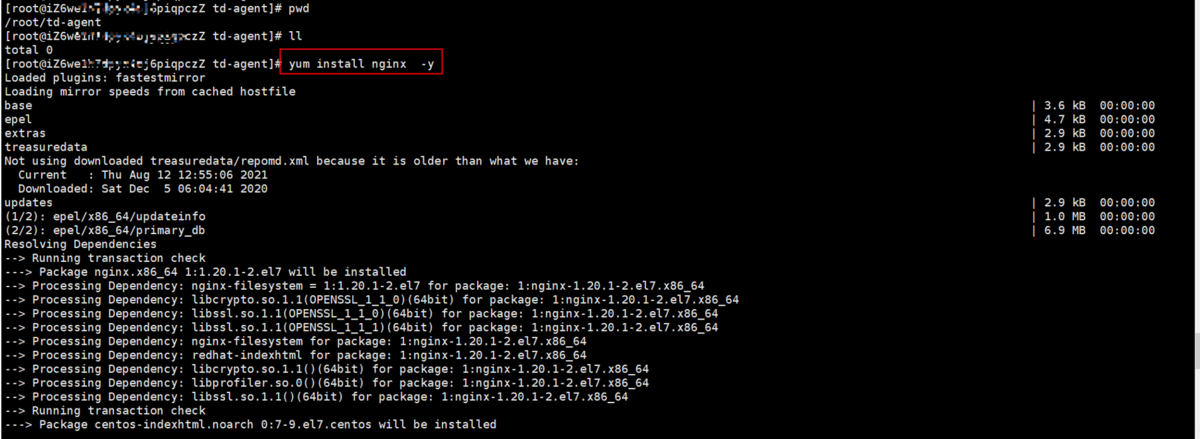 [root@iZ6we piqpczZ td-agent]# pwd
/root/td-agent
[root@iZ6we czZ td-agent]# ll
total 0
[root@iZ6we j6piqpczZ td-agent]# yum install nginx  -y
Loaded plugins: fastestmirror
Loading mirror speeds from cached hostfile
base | 3.6 kB 00:00:00
epel | 4.7 kB 00:00:00
extras | 2.9 kB 00:00:00
treasuredata | 2.9 kB 00:00:00
Not using downloaded treasuredata/repomd.xml because it is older than what we have:
Current : Thu Aug 12 12:55:06 2021
Downloaded: Sat Dec 5 06:04:41 2020
updates | 2.9 kB 00:00:00
(1/2): epel/x86_64/updateinfo | 1.0 MB 00:00:00
(2/2): epel/x86_64/primary_db | 6.9 MB 00:00:00
Resolving Dependencies
--> Running transaction check
---> Package nginx.x86_64 1:1.20.1-2.el7 will be installed
--> Processing Dependency: nginx-filesystem = 1:1.20.1-2.el7 for package: 1:nginx-1.20.1-2.el7.x86_64
--> Processing Dependency: libcrypto.so.1.1(OPENSSL_1_1_0)(64bit) for package: 1:nginx-1.20.1-2.el7.x86_64
--> Processing Dependency: libssl.so.1.1(OPENSSL_1_1_0)(64bit) for package: 1:nginx-1.20.1-2.el7.x86_64
--> Processing Dependency: libssl.so.1.1(OPENSSL_1_1_1)(64bit) for package: 1:nginx-1.20.1-2.el7.x86_64
--> Processing Dependency: nginx-filesystem for package: 1:nginx-1.20.1-2.el7.x86_64
--> Processing Dependency: redhat-indexhtml for package: 1:nginx-1.20.1-2.el7.x86_64
--> Processing Dependency: libcrypto.so.1.1()(64bit) for package: 1:nginx-1.20.1-2.el7.x86_64
--> Processing Dependency: libprofiler.so.0()(64bit) for package: 1:nginx-1.20.1-2.el7.x86_64
--> Processing Dependency: libssl.so.1.1()(64bit) for package: 1:nginx-1.20.1-2.el7.x86_64
--> Running transaction check
---> Package centos-indexhtml.noarch 0:7-9.el7.centos will be installed